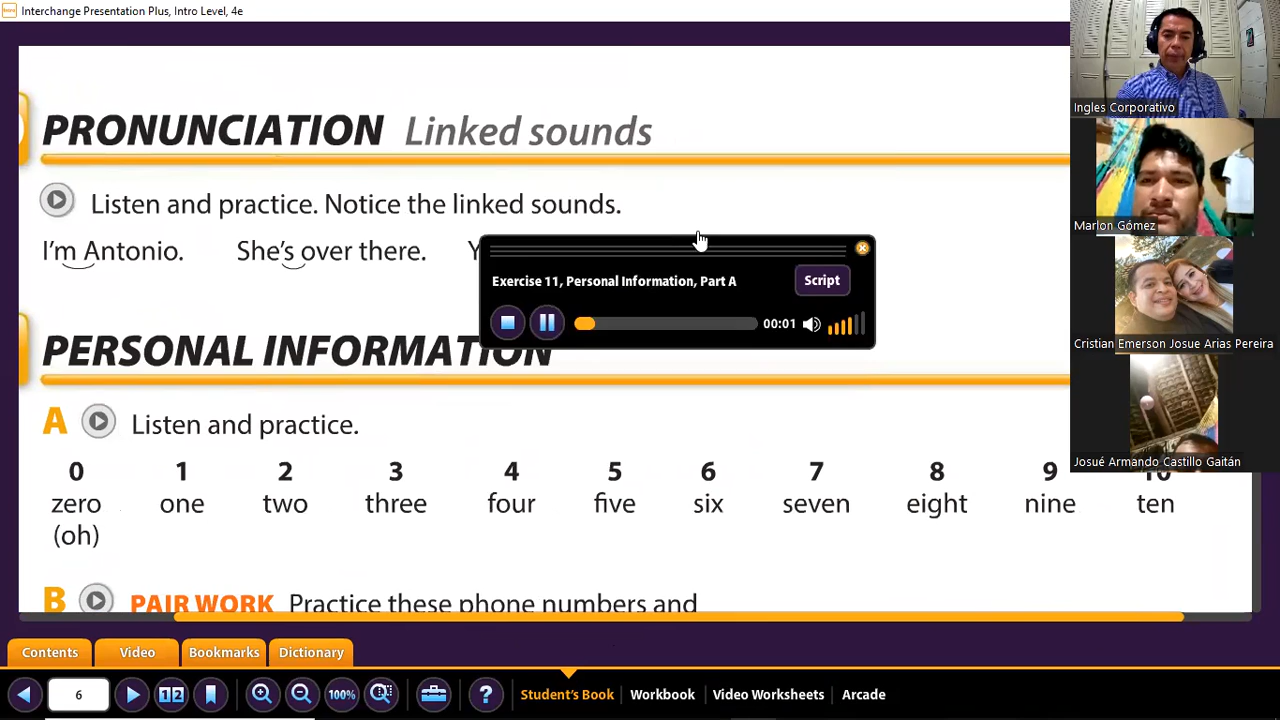 Interchange Presentation Plus, Intro Level, 4e
PRONUNCIATION Linked sounds
Listen and practice. Notice the linked sounds.
I'm Antonio. She's over there. Y
Exercise 11, Personal Information, Part A
Script
00:01
PERSONAL INFORMATION
A Listen and practice.
0 1 2 3 4 5 6 7 8 9 10
zero one two three four five six seven eight nine ten
(oh)
B PAIR WORK Practice these phone numbers and
Ingles Corporativo
Marlon Gómez
Cristian Emerson Josue Arias Pereira
Josué Armando Castillo Gaitán
Contents Video Bookmarks Dictionary
6 1 2 100% ? Student's Book Workbook Video Worksheets Arcade